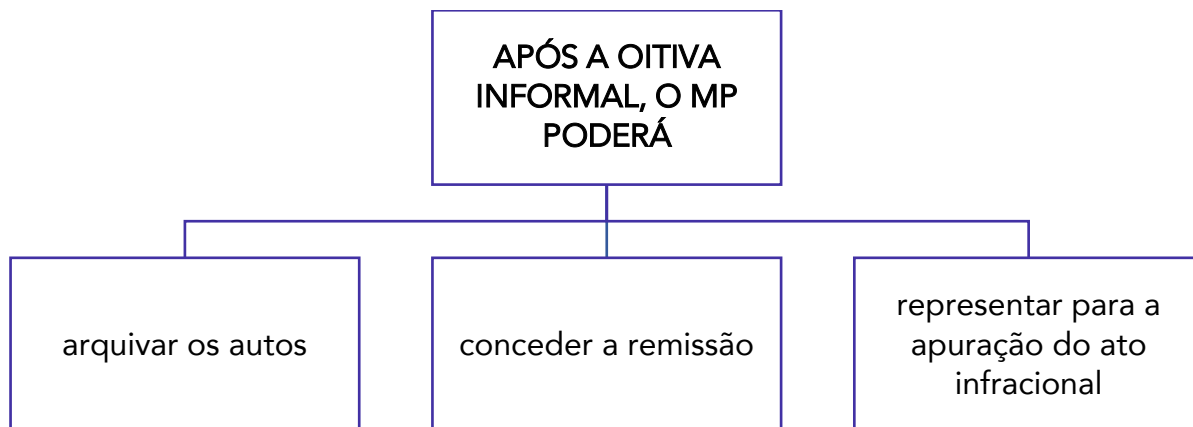 APÓS A OITIVA
INFORMAL, O MP
PODERÁ
arquivar os autos
conceder a remissão
representar para a
apuração do ato
infracional